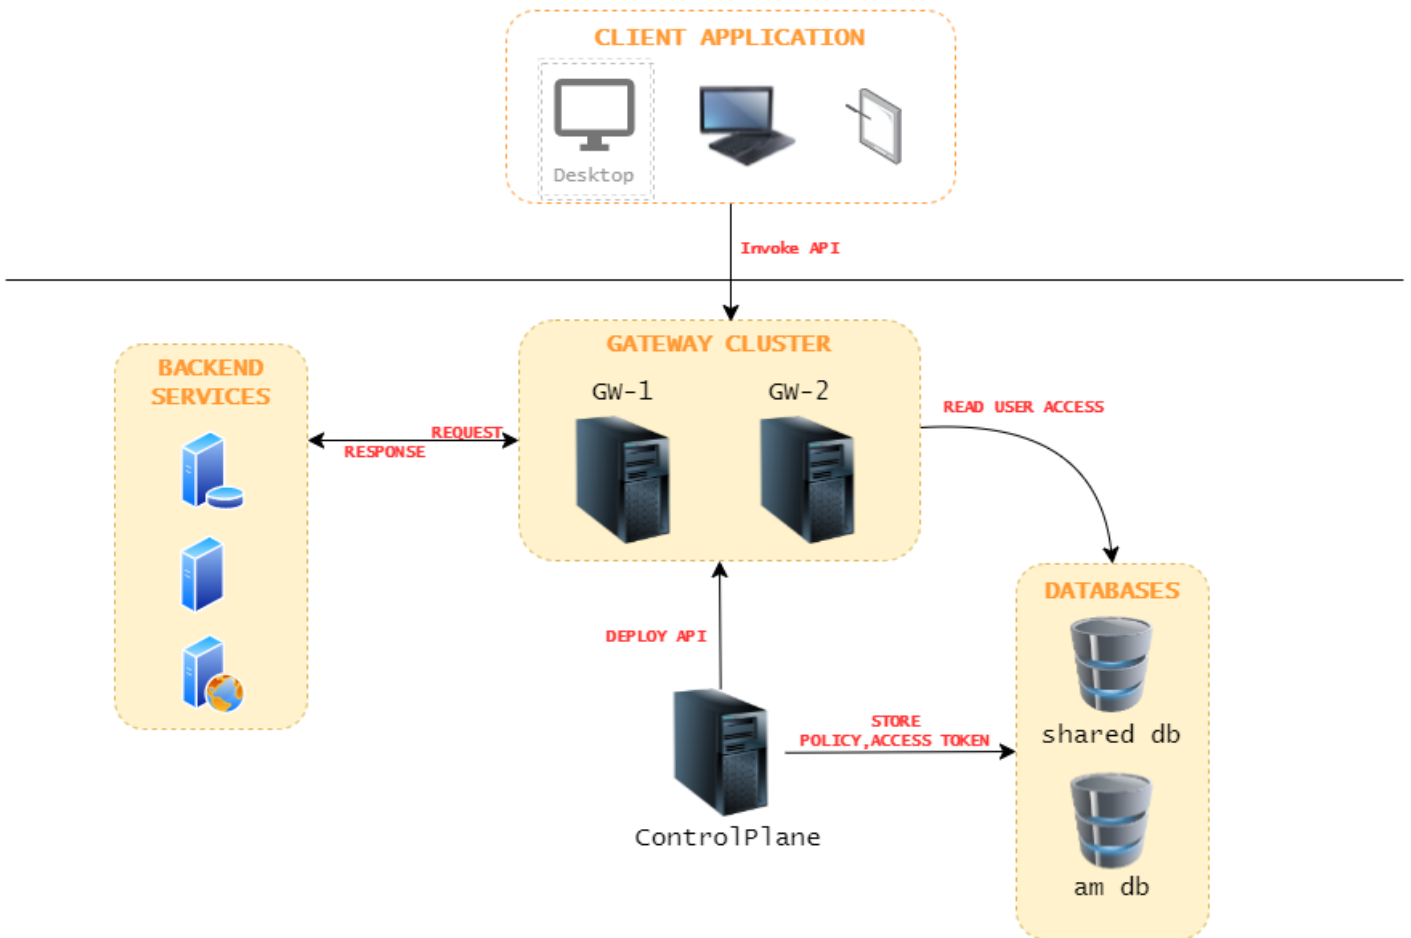 CLIENT APPLICATION
Desktop
Invoke API
GATEWAY CLUSTER
GW-1
GW-2
BACKEND
SERVICES
REQUEST
RESPONSE
READ USER ACCESS
DEPLOY API
DATABASES
shared db
STORE
POLICY,ACCESS TOKEN
ControlPlane
am db